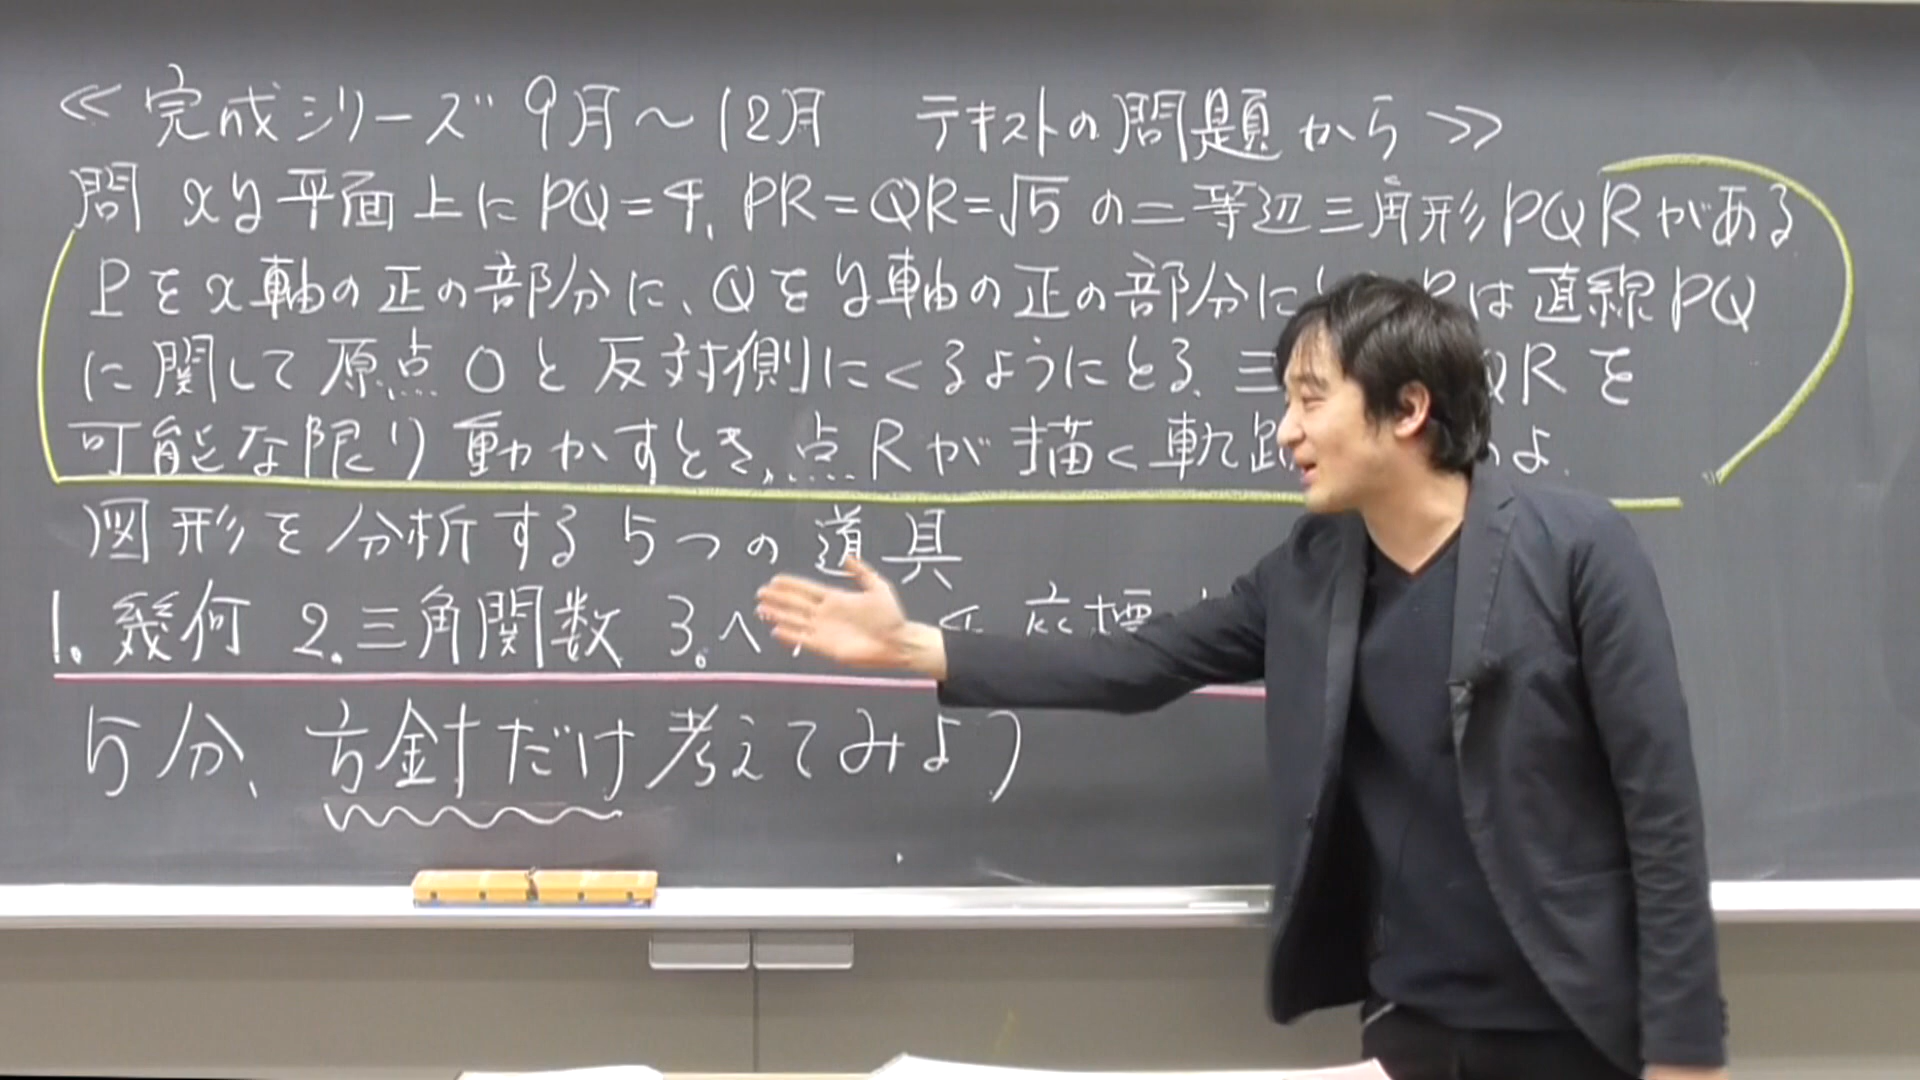 ≪完成シリーズ 9月〜12月 テキストの問題から≫
問 xy平面上にPQ=4, PR=QR=√5 の二等辺三角形PQRがある
Pをx軸の正の部分に、Qをy軸の正の部分に は直線PQ
に関して原点Oと反対側にくるようにとる. 三 QRを
可能な限り動かすとき,点Rが描く軌跡 よ.
図形を分析する5つの道具
1.幾何 2.三角関数 3.ベ
5分、方針だけ考えてみよう